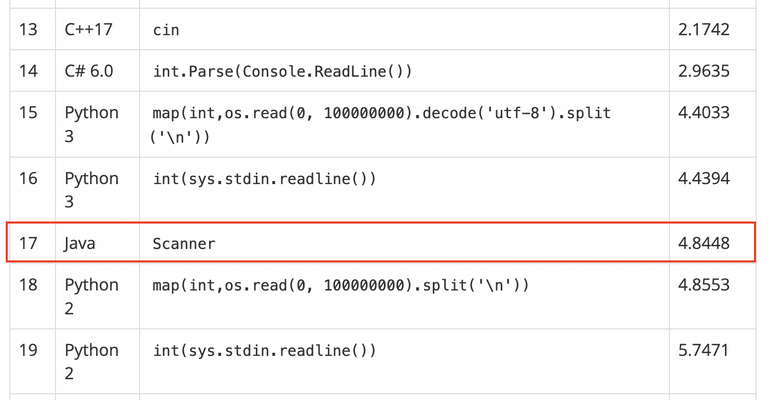 13 C++17 cin 2.1742
14 C# 6.0 int.Parse(Console.ReadLine()) 2.9635
15 Python map(int,os.read(0, 100000000).decode('utf-8').split 4.4033
3 ('\n'))
16 Python int(sys.stdin.readline()) 4.4394
3
17 Java Scanner 4.8448
18 Python map(int,os.read(0, 100000000).split('\n')) 4.8553
2
19 Python int(sys.stdin.readline()) 5.7471
2